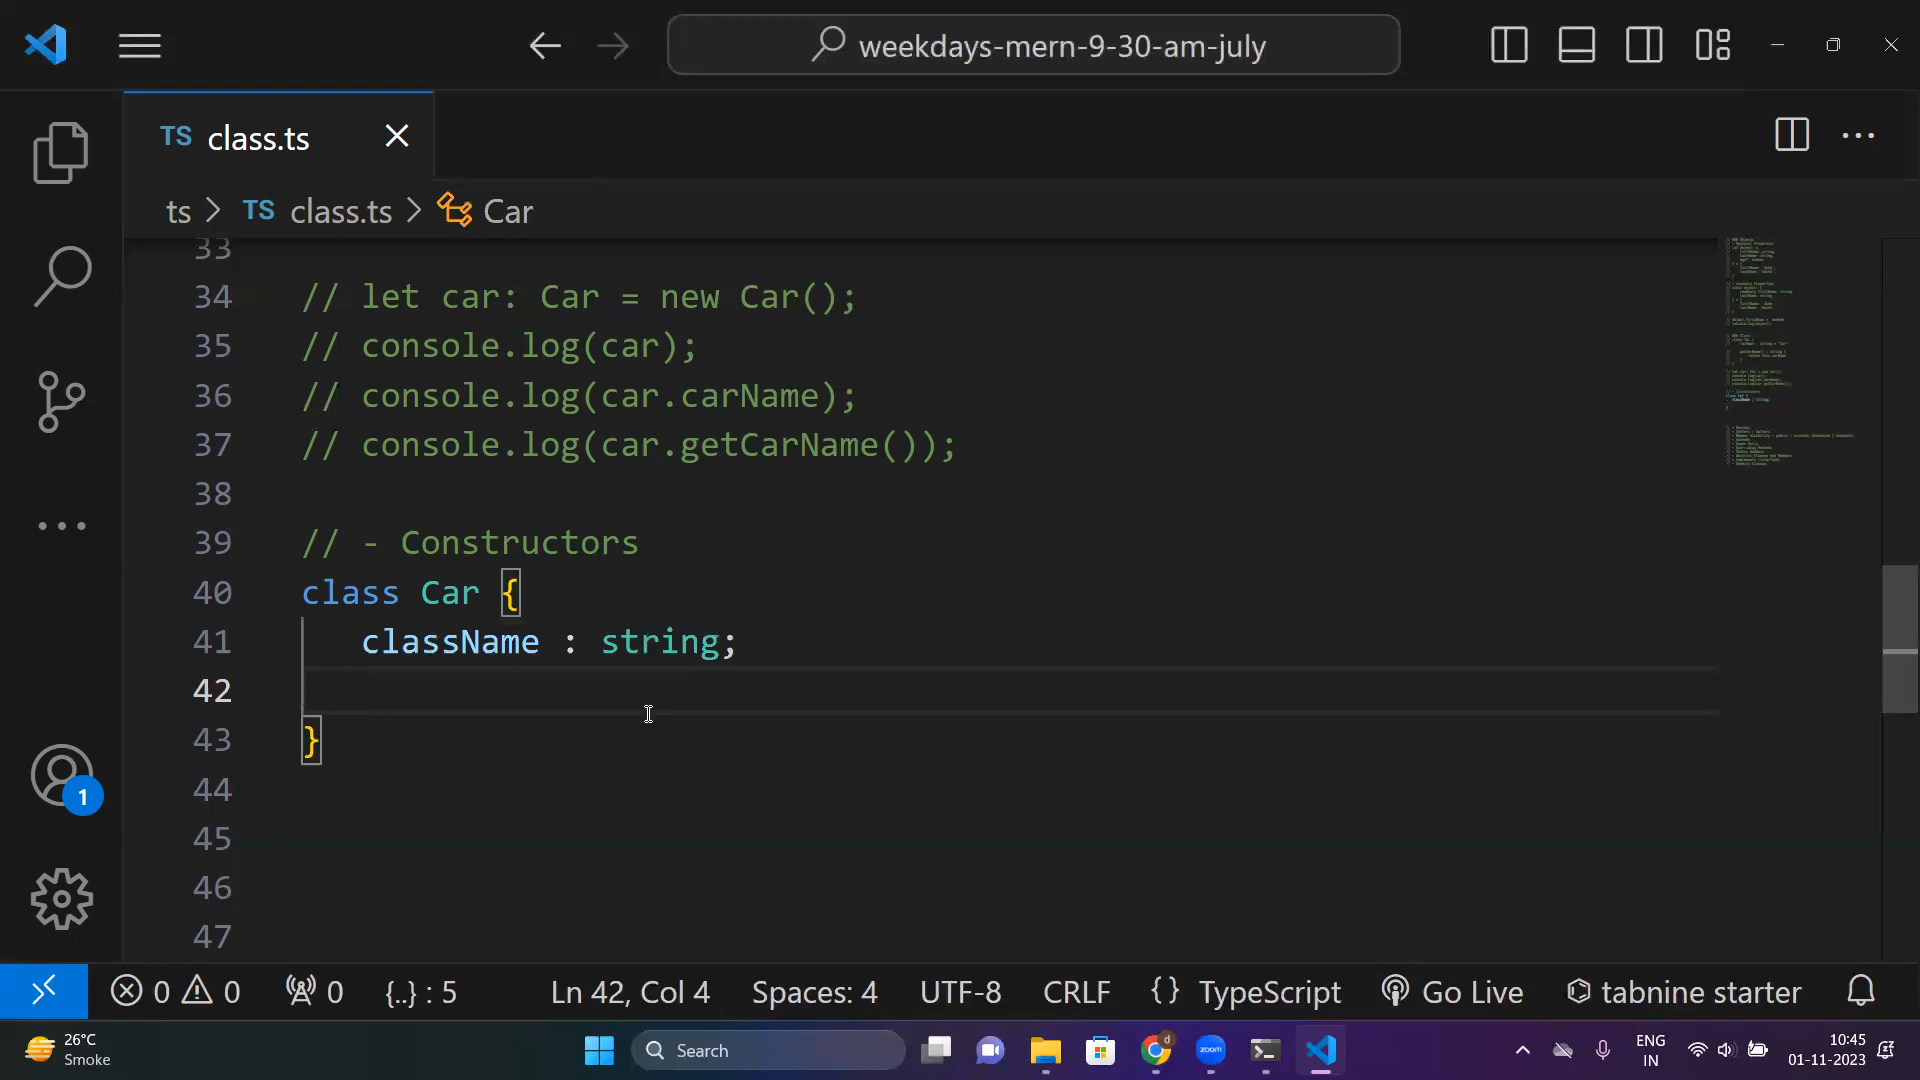 weekdays-mern-9-30-am-july
TS class.ts
ts > TS class.ts > Car
33
34 // let car: Car = new Car();
35 // console.log(car);
36 // console.log(car.carName);
37 // console.log(car.getCarName());
38
39 // - Constructors
40 class Car {
41 className : string;
42
43 }
44
45
46
47
1
0 0 0 {..} : 5 Ln 42, Col 4 Spaces: 4 UTF-8 CRLF {} TypeScript Go Live tabnine starter
26°C
Smoke
Search
zoom
ENG
IN
10:45
01-11-2023